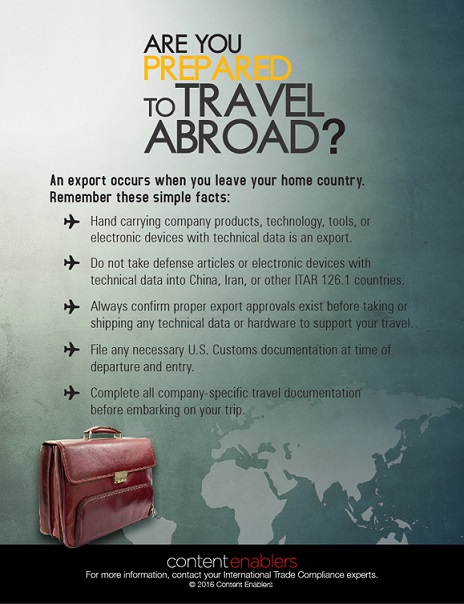 ARE YOU
PREPARED
TO TRAVEL
ABROAD?
An export occurs when you leave your home country.
Remember these simple facts:
Hand carrying company products, technology, tools, or
electronic devices with technical data is an export.
Do not take defense articles or electronic devices with
technical data into China, Iran, or other ITAR 126.1 countries.
Always confirm proper export approvals exist before taking or
shipping any technical data or hardware to support your travel.
File any necessary U.S. Customs documentation at time of
departure and entry.
Complete all company-specific travel documentation
before embarking on your trip.
contentenablers
For more information, contact your International Trade Compliance experts.
© 2016 Content Enablers